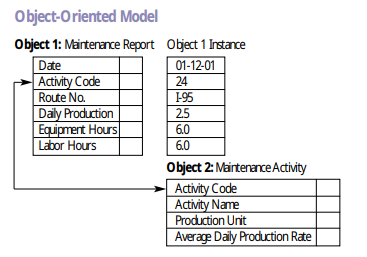 Object-Oriented Model
Object 1: Maintenance Report Object 1 Instance
Date 01-12-01
Activity Code 24
Route No. I-95
Daily Production 2.5
Equipment Hours 6.0
Labor Hours 6.0
Object 2: Maintenance Activity
Activity Code
Activity Name
Production Unit
Average Daily Production Rate